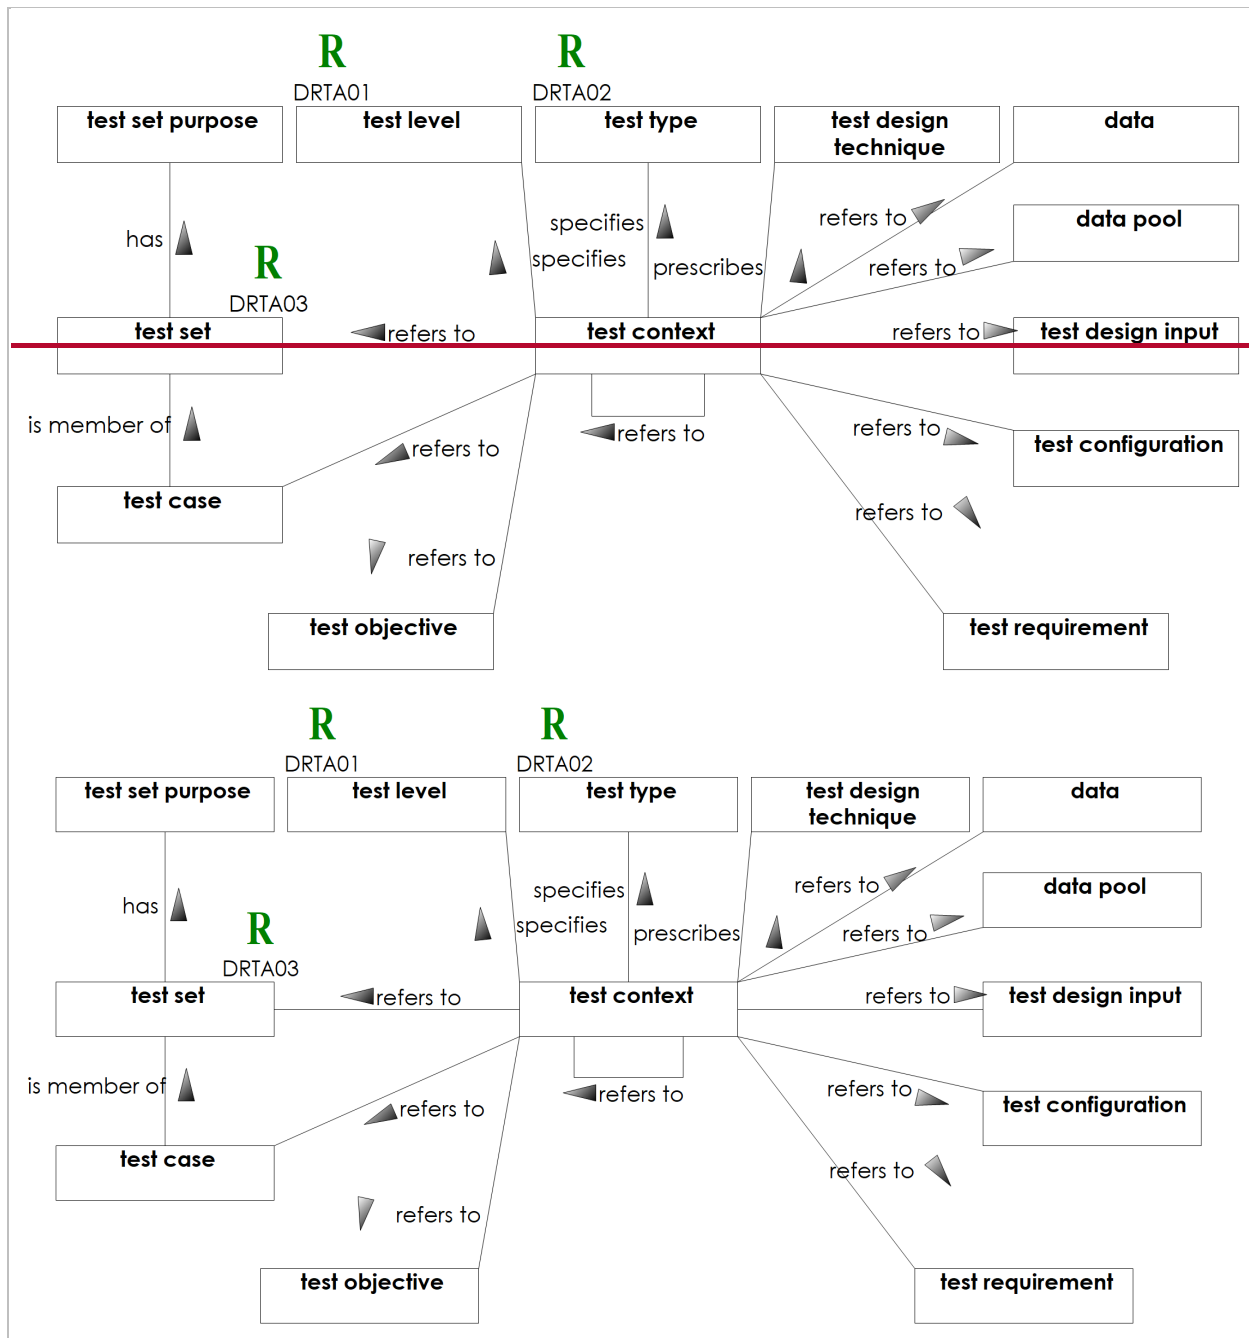 R
R
DRTA01
DRTA02
test set purpose
test level
test type
test design
technique
data
refers to
data pool
specifies
has
specifies
prescribes
refers to
R
DRTA03
test set
refers to
test context
refers to
test design input
is member of
refers to
refers to
refers to
test configuration
test case
refers to
refers to
test objective
test requirement
R
R
DRTA01
DRTA02
test set purpose
test level
test type
test design
technique
data
specifies
refers to
data pool
has
specifies
prescribes
refers to
R
DRTA03
test set
refers to
test context
refers to
test design input
is member of
refers to
refers to
refers to
test configuration
test case
refers to
refers to
test objective
test requirement